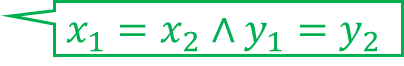 x₁ = x₂ ∧ y₁ = y₂